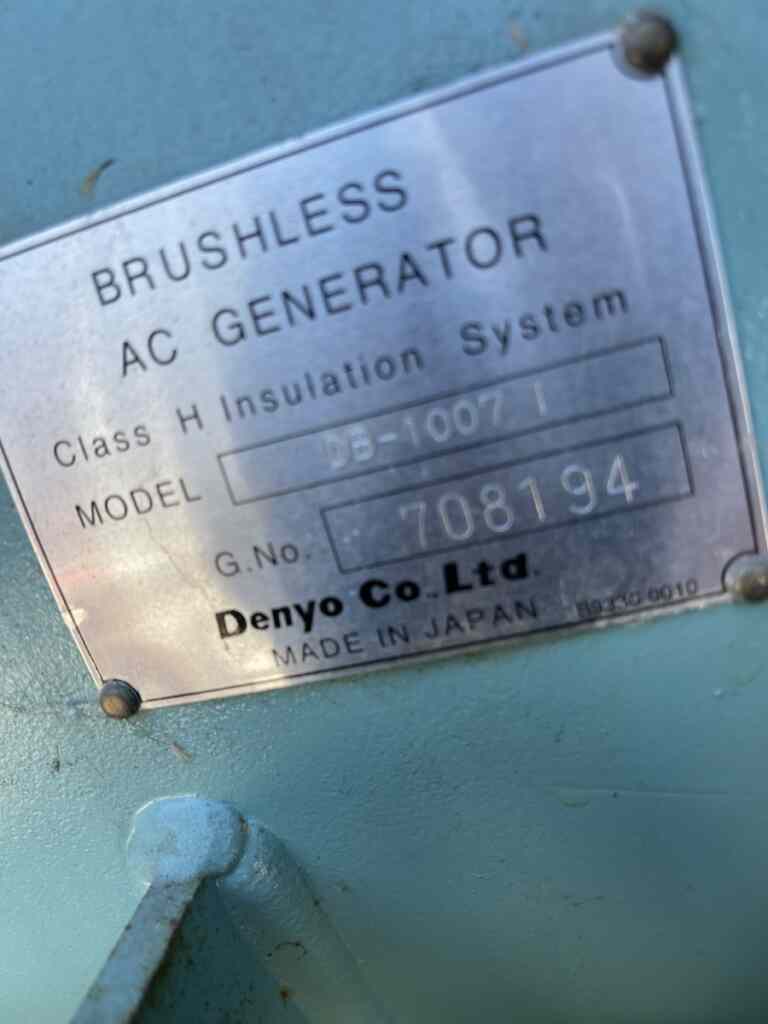 BRUSHLESS
AC GENERATOR
Class H Insulation System
MODEL DB-1007 I
G.No. 708194
Denyo Co.,Ltd.
MADE IN JAPAN